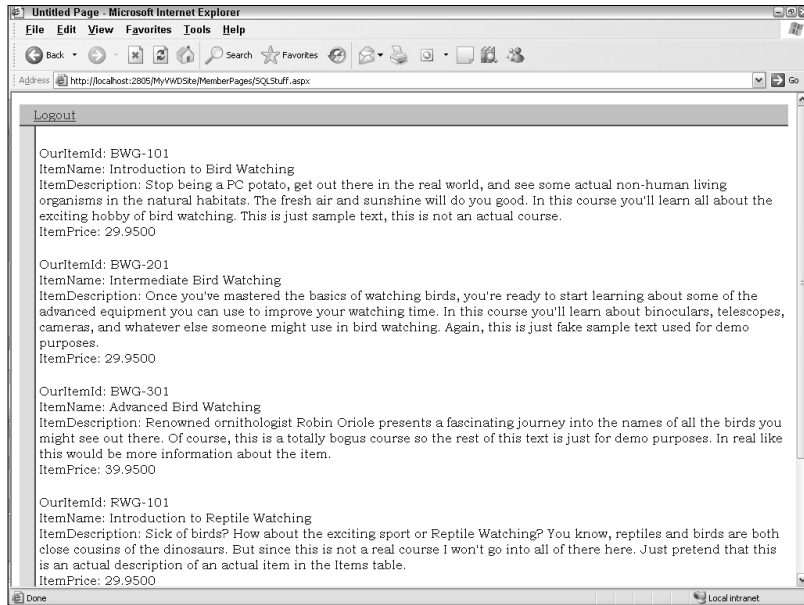 Untitled Page - Microsoft Internet Explorer
File Edit View Favorites Tools Help
Back Search Favorites
Address http://localhost:2805/MyVWDSite/MemberPages/SQLStuff.aspx Go
Logout
OurItemId: BWG-101
ItemName: Introduction to Bird Watching
ItemDescription: Stop being a PC potato, get out there in the real world, and see some actual non-human living
organisms in the natural habitats. The fresh air and sunshine will do you good. In this course you'll learn all about the
exciting hobby of bird watching. This is just sample text, this is not an actual course.
ItemPrice: 29.9500
OurItemId: BWG-201
ItemName: Intermediate Bird Watching
ItemDescription: Once you've mastered the basics of watching birds, you're ready to start learning about some of the
advanced equipment you can use to improve your watching time. In this course you'll learn about binoculars, telescopes,
cameras, and whatever else someone might use in bird watching. Again, this is just fake sample text used for demo
purposes.
ItemPrice: 29.9500
OurItemId: BWG-301
ItemName: Advanced Bird Watching
ItemDescription: Renowned ornithologist Robin Oriole presents a fascinating journey into the names of all the birds you
might see out there. Of course, this is a totally bogus course so the rest of this text is just for demo purposes. In real like
this would be more information about the item.
ItemPrice: 39.9500
OurItemId: RWG-101
ItemName: Introduction to Reptile Watching
ItemDescription: Sick of birds? How about the exciting sport or Reptile Watching? You know, reptiles and birds are both
close cousins of the dinosaurs. But since this is not a real course I won't go into all of there here. Just pretend that this
is an actual description of an actual item in the Items table.
ItemPrice: 29.9500
Done Local intranet